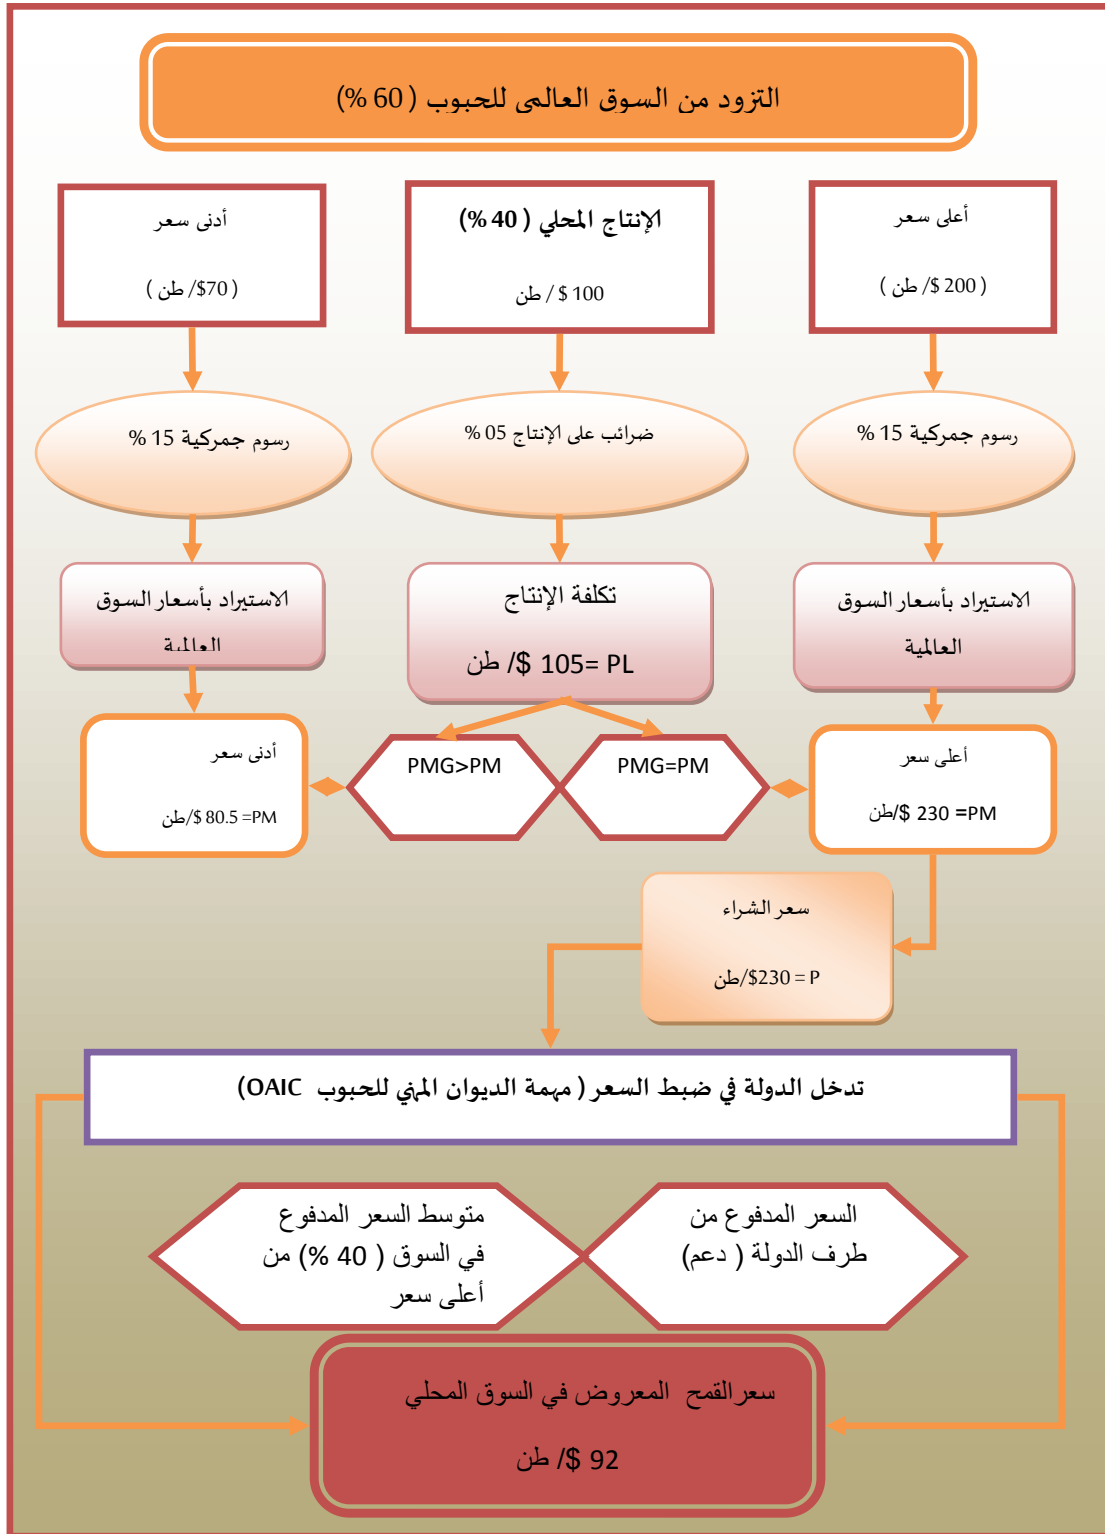 التزود من السوق العالمي للحبوب ( 60 %)
أعلى سعر
( 200 $/ طن )
الإنتاج المحلي ( 40 %)
100 $ / طن
أدنى سعر
( 70$/ طن )
رسوم جمركية 15 %
ضرائب على الإنتاج 05 %
رسوم جمركية 15 %
الاستيراد بأسعار السوق
العالمية
تكلفة الإنتاج
PL =105 $/ طن
الاستيراد بأسعار السوق
العالمية
أعلى سعر
PM= 230 $/طن
PMG=PM
PMG>PM
أدنى سعر
PM= 80.5 $/طن
سعر الشراء
P = 230$/طن
تدخل الدولة في ضبط السعر ( مهمة الديوان المهني للحبوب OAIC)
السعر المدفوع من
طرف الدولة ( دعم)
متوسط السعر المدفوع
في السوق ( 40 %) من
أعلى سعر
سعر القمح المعروض في السوق المحلي
92 $/ طن